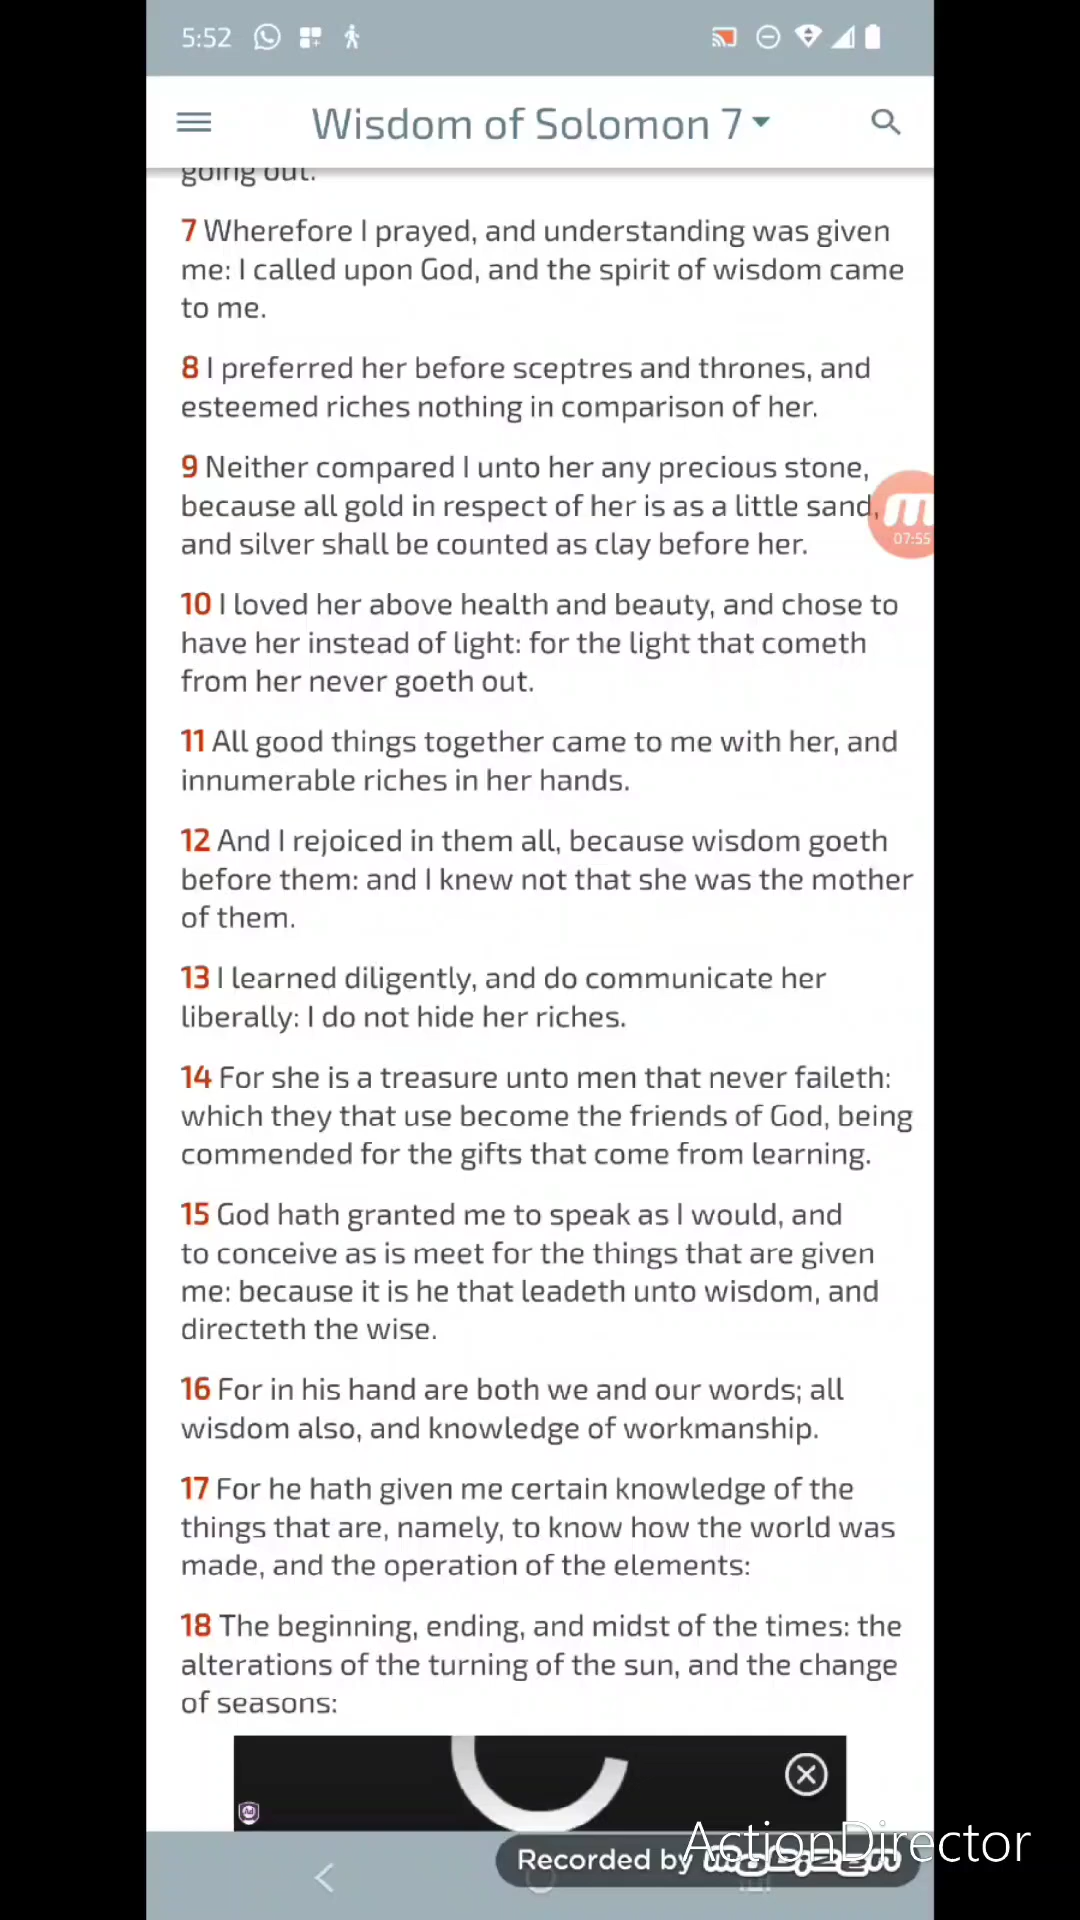 5:52
Wisdom of Solomon 7
going out.
7 Wherefore I prayed, and understanding was given
me: I called upon God, and the spirit of wisdom came
to me.
8 I preferred her before sceptres and thrones, and
esteemed riches nothing in comparison of her.
9 Neither compared I unto her any precious stone,
because all gold in respect of her is as a little sand,
and silver shall be counted as clay before her.
07:55
10 I loved her above health and beauty, and chose to
have her instead of light: for the light that cometh
from her never goeth out.
11 All good things together came to me with her, and
innumerable riches in her hands.
12 And I rejoiced in them all, because wisdom goeth
before them: and I knew not that she was the mother
of them.
13 I learned diligently, and do communicate her
liberally: I do not hide her riches.
14 For she is a treasure unto men that never faileth:
which they that use become the friends of God, being
commended for the gifts that come from learning.
15 God hath granted me to speak as I would, and
to conceive as is meet for the things that are given
me: because it is he that leadeth unto wisdom, and
directeth the wise.
16 For in his hand are both we and our words; all
wisdom also, and knowledge of workmanship.
17 For he hath given me certain knowledge of the
things that are, namely, to know how the world was
made, and the operation of the elements:
18 The beginning, ending, and midst of the times: the
alterations of the turning of the sun, and the change
of seasons:
Ad
ActionDirector
Recorded by mobizen